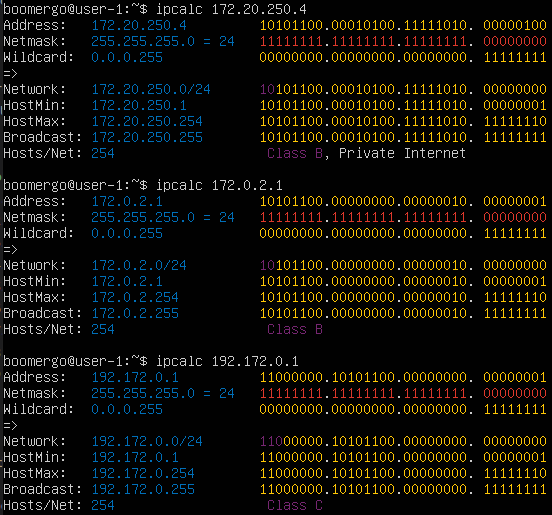 boomergo@user-1:~$ ipcalc 172.20.250.4
Address: 172.20.250.4 10101100.00010100.11111010. 00000100
Netmask: 255.255.255.0 = 24 11111111.11111111.11111111. 00000000
Wildcard: 0.0.0.255 00000000.00000000.00000000. 11111111
=>
Network: 172.20.250.0/24 10101100.00010100.11111010. 00000000
HostMin: 172.20.250.1 10101100.00010100.11111010. 00000001
HostMax: 172.20.250.254 10101100.00010100.11111010. 11111110
Broadcast: 172.20.250.255 10101100.00010100.11111010. 11111111
Hosts/Net: 254 Class B, Private Internet
boomergo@user-1:~$ ipcalc 172.0.2.1
Address: 172.0.2.1 10101100.00000000.00000010. 00000001
Netmask: 255.255.255.0 = 24 11111111.11111111.11111111. 00000000
Wildcard: 0.0.0.255 00000000.00000000.00000000. 11111111
=>
Network: 172.0.2.0/24 10101100.00000000.00000010. 00000000
HostMin: 172.0.2.1 10101100.00000000.00000010. 00000001
HostMax: 172.0.2.254 10101100.00000000.00000010. 11111110
Broadcast: 172.0.2.255 10101100.00000000.00000010. 11111111
Hosts/Net: 254 Class B
boomergo@user-1:~$ ipcalc 192.172.0.1
Address: 192.172.0.1 11000000.10101100.00000000. 00000001
Netmask: 255.255.255.0 = 24 11111111.11111111.11111111. 00000000
Wildcard: 0.0.0.255 00000000.00000000.00000000. 11111111
=>
Network: 192.172.0.0/24 11000000.10101100.00000000. 00000000
HostMin: 192.172.0.1 11000000.10101100.00000000. 00000001
HostMax: 192.172.0.254 11000000.10101100.00000000. 11111110
Broadcast: 192.172.0.255 11000000.10101100.00000000. 11111111
Hosts/Net: 254 Class C